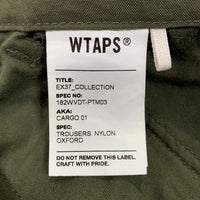 WTAPS®
TITLE:
EX37_COLLECTION
SPEC NO:
182WVDT-PTM03
AKA:
CARGO 01
SPEC:
TROUSERS. NYLON
OXFORD
DO NOT REMOVE THIS LABEL.
CRAFT WITH PRIDE.